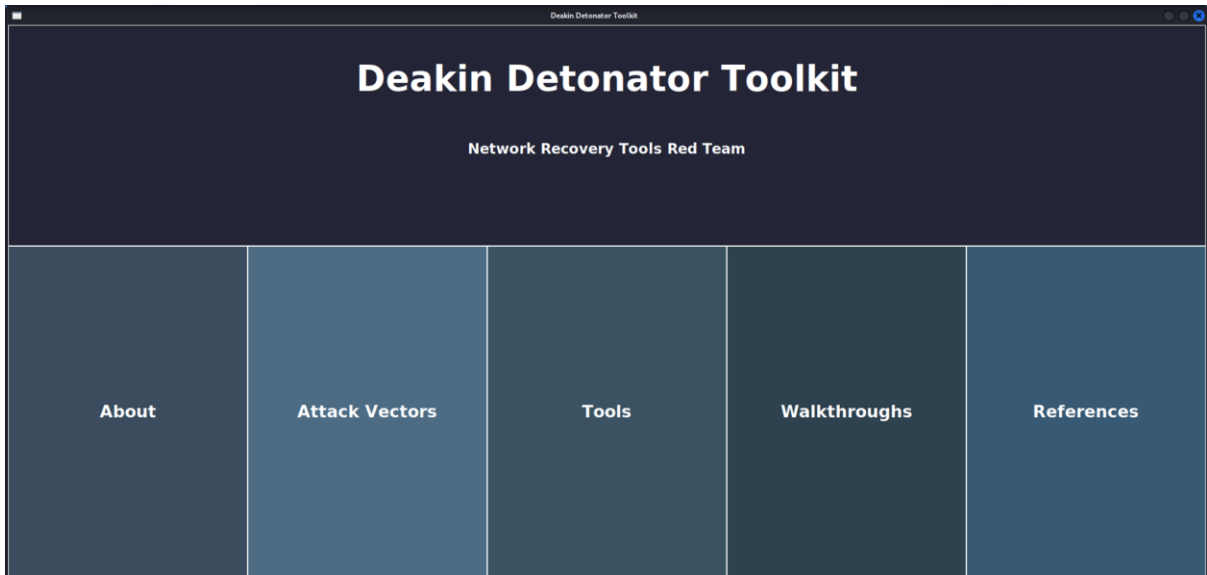 Deakin Detonator Toolkit
Deakin Detonator Toolkit
Network Recovery Tools Red Team
About
Attack Vectors
Tools
Walkthroughs
References